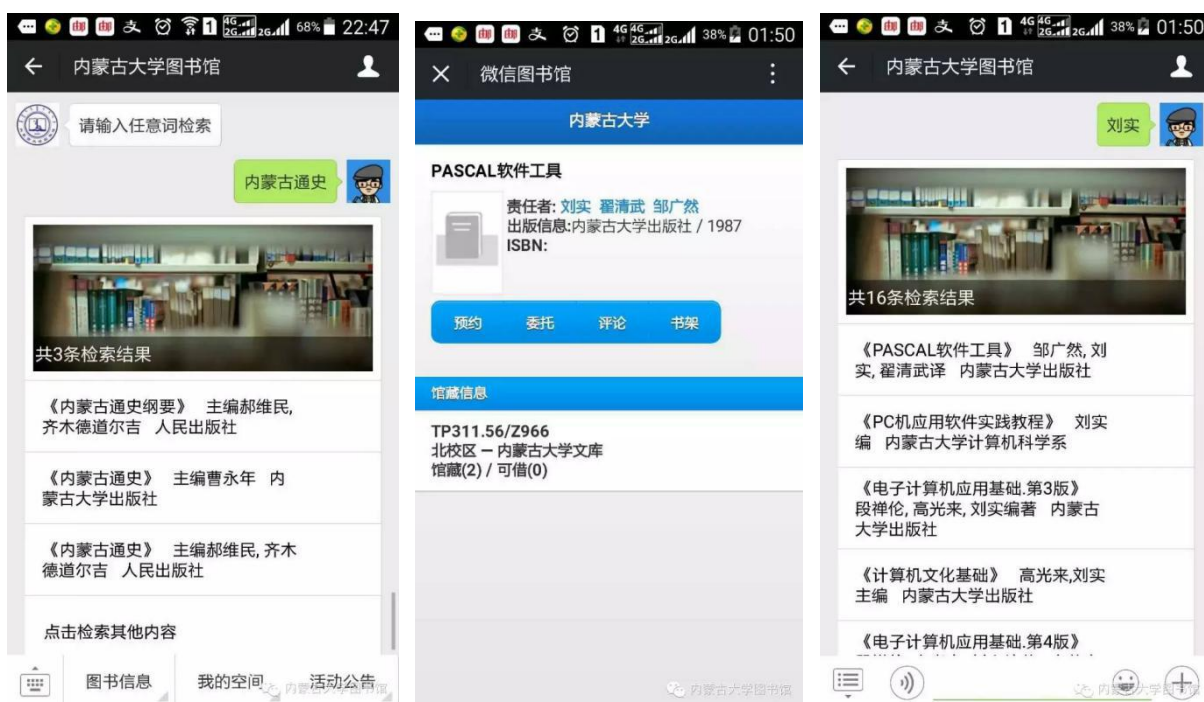 68% 22:47
内蒙古大学图书馆
请输入任意词检索
内蒙古通史
共3条检索结果
《内蒙古通史纲要》 主编郝维民,
齐木德道尔吉 人民出版社
《内蒙古通史》 主编曹永年 内
蒙古大学出版社
《内蒙古通史》 主编郝维民, 齐木
德道尔吉 人民出版社
点击检索其他内容
图书信息 我的空间 活动公告
内蒙古大学图书馆
38% 01:50
微信图书馆
内蒙古大学
PASCAL软件工具
责任者: 刘实 翟清武 邹广然
出版信息:内蒙古大学出版社 / 1987
ISBN:
预约 委托 评论 书架
馆藏信息
TP311.56/Z966
北校区 — 内蒙古大学文库
馆藏(2) / 可借(0)
内蒙古大学图书馆
38% 01:50
内蒙古大学图书馆
刘实
共16条检索结果
《PASCAL软件工具》 邹广然, 刘
实, 翟清武译 内蒙古大学出版社
《PC机应用软件实践教程》 刘实
编 内蒙古大学计算机科学系
《电子计算机应用基础.第3版》
段禅伦, 高光来, 刘实编著 内蒙古
大学出版社
《计算机文化基础》 高光来,刘实
主编 内蒙古大学出版社
《电子计算机应用基础.第4版》